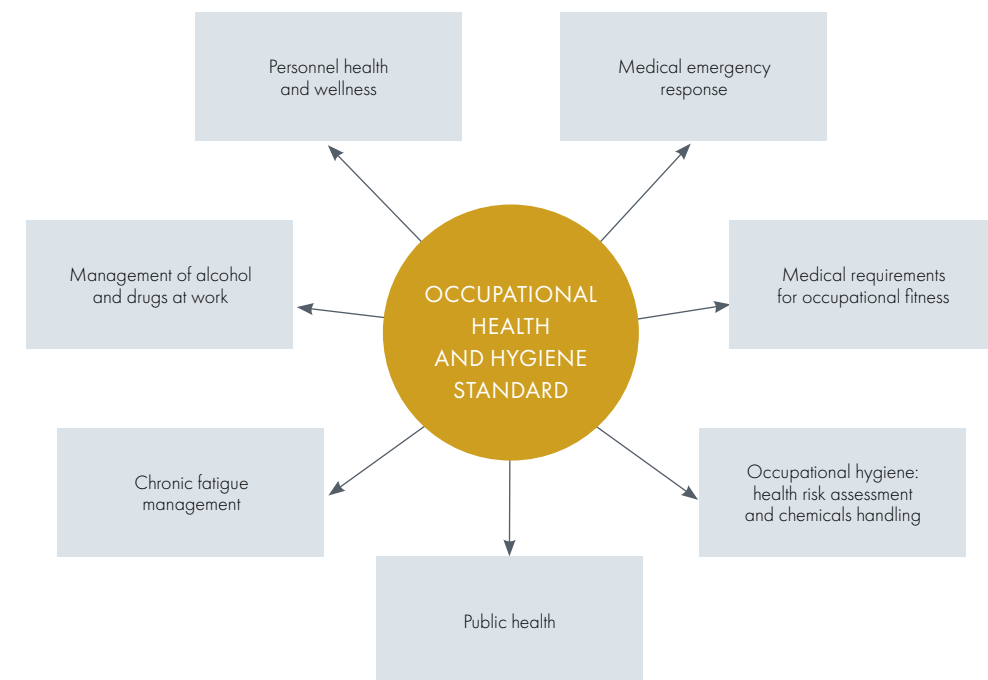 Personnel health
and wellness
Medical emergency
response
Management of alcohol
and drugs at work
OCCUPATIONAL
HEALTH
AND HYGIENE
STANDARD
Medical requirements
for occupational fitness
Chronic fatigue
management
Occupational hygiene:
health risk assessment
and chemicals handling
Public health